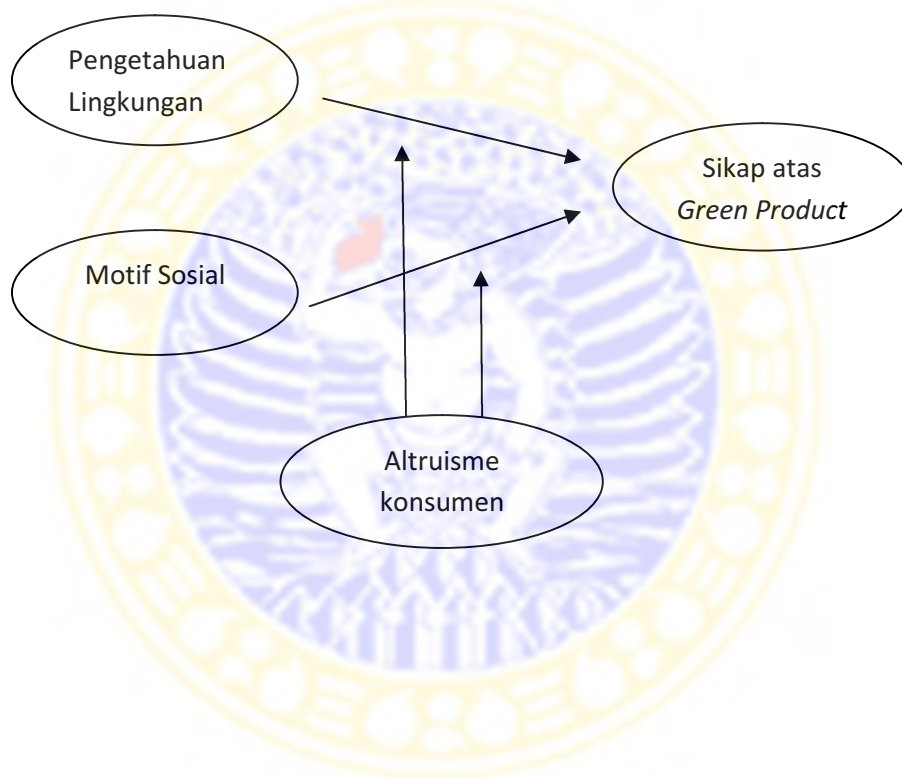 Pengetahuan
Lingkungan
Sikap atas
Green Product
Motif Sosial
Altruisme
konsumen